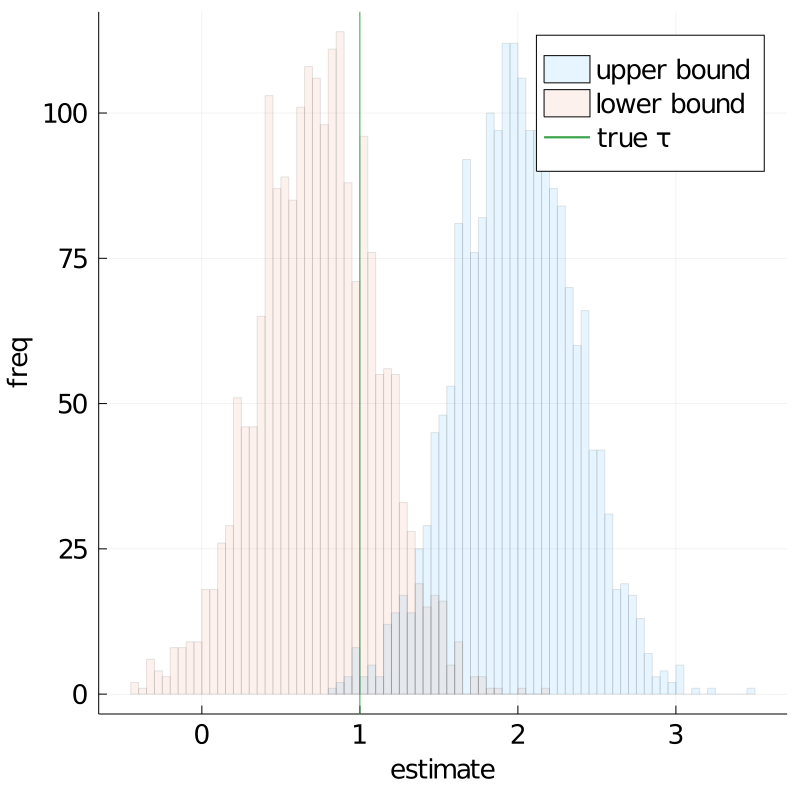 upper bound
lower bound
true τ
100
75
50
25
0
freq
0 1 2 3
estimate